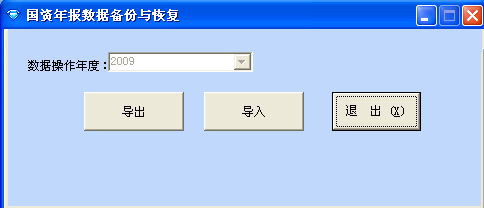 国资年报数据备份与恢复
数据操作年度：2009
导出 导入 退 出 (X)